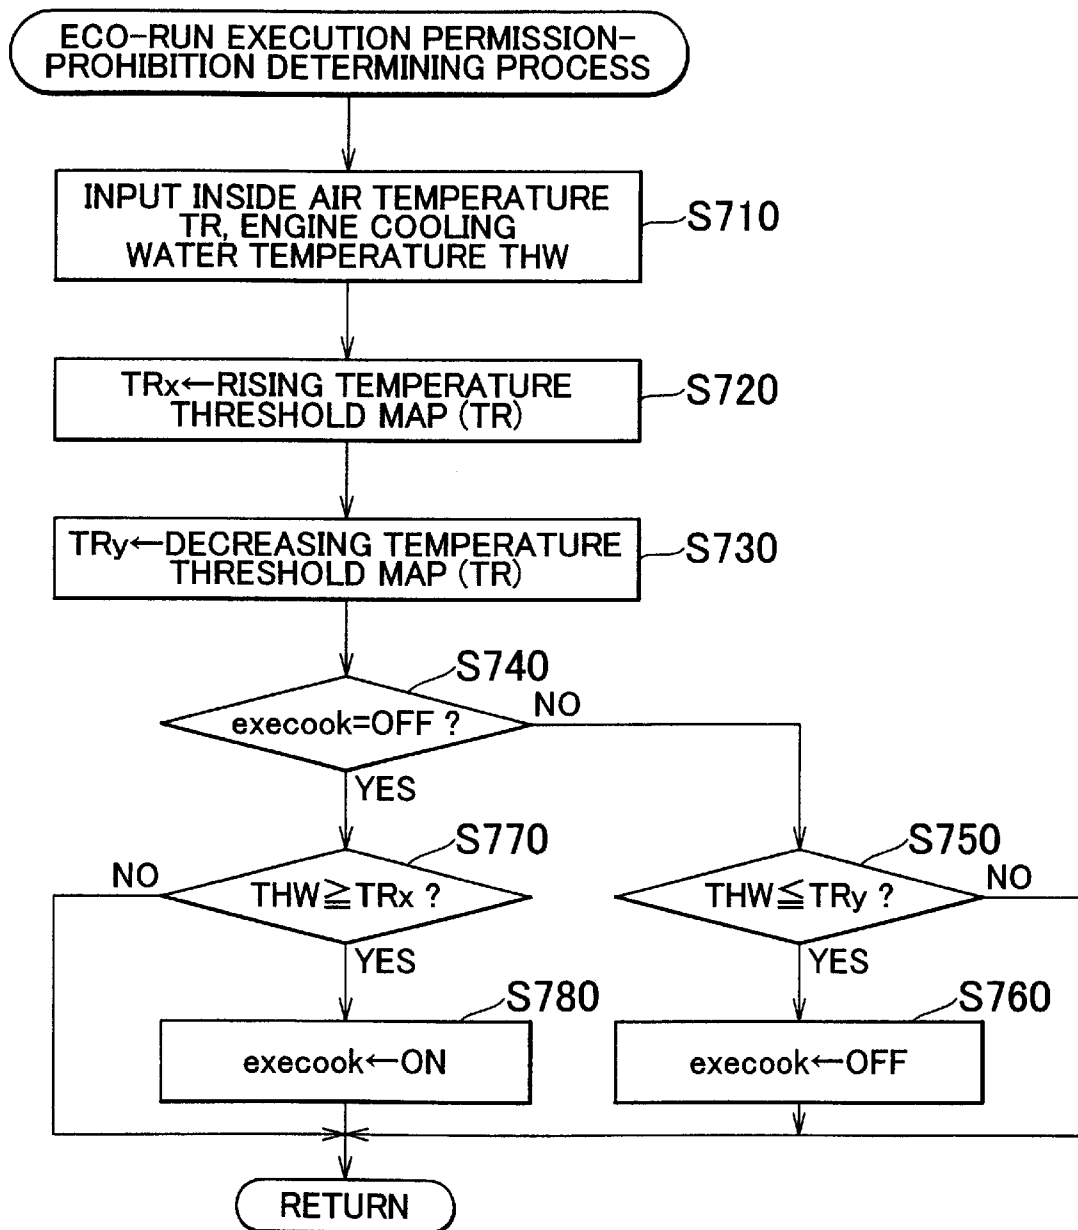 ECO-RUN EXECUTION PERMISSION-
PROHIBITION DETERMINING PROCESS
INPUT INSIDE AIR TEMPERATURE
TR, ENGINE COOLING
WATER TEMPERATURE THW
S710
TRx←RISING TEMPERATURE
THRESHOLD MAP (TR)
S720
TRy←DECREASING TEMPERATURE
THRESHOLD MAP (TR)
S730
S740
execook=OFF ?
NO
YES
S770
NO
THW≧TRx ?
YES
S750
THW≦TRy ?
NO
YES
S780
execook←ON
S760
execook←OFF
RETURN